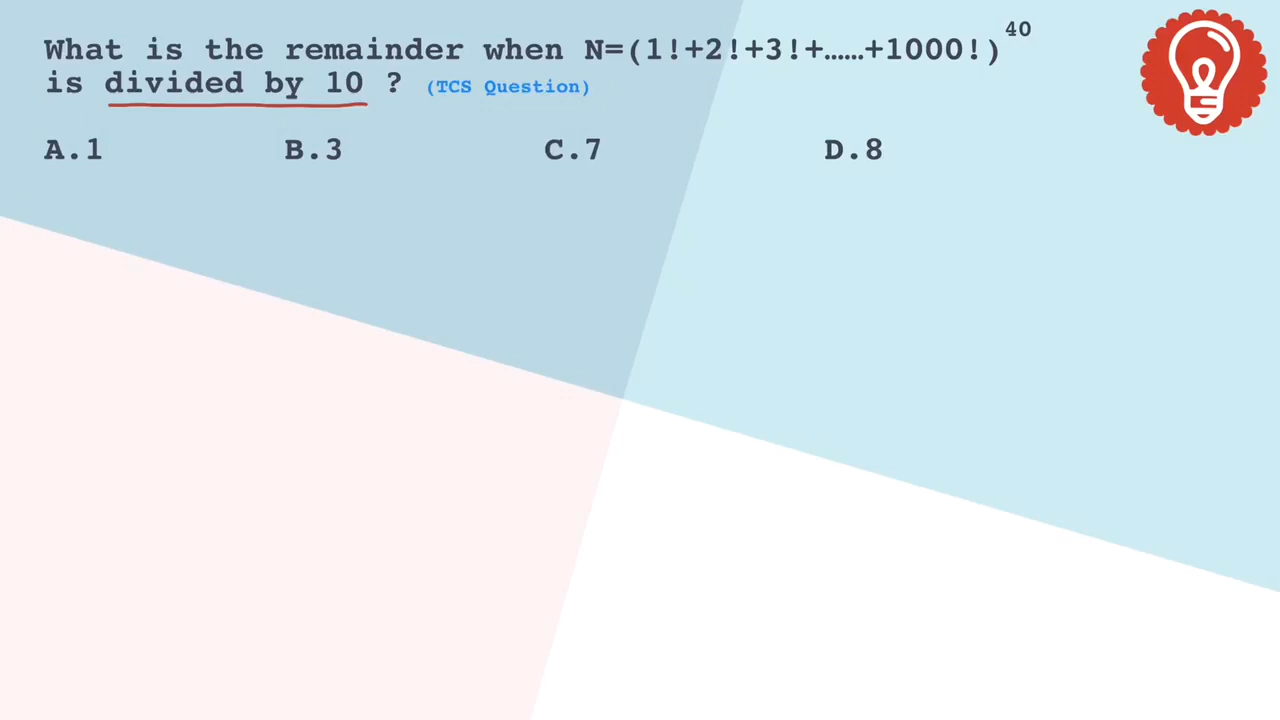 What is the remainder when N=(1!+2!+3!+……+1000!)^40
is divided by 10 ? (TCS Question)
A.1 B.3 C.7 D.8